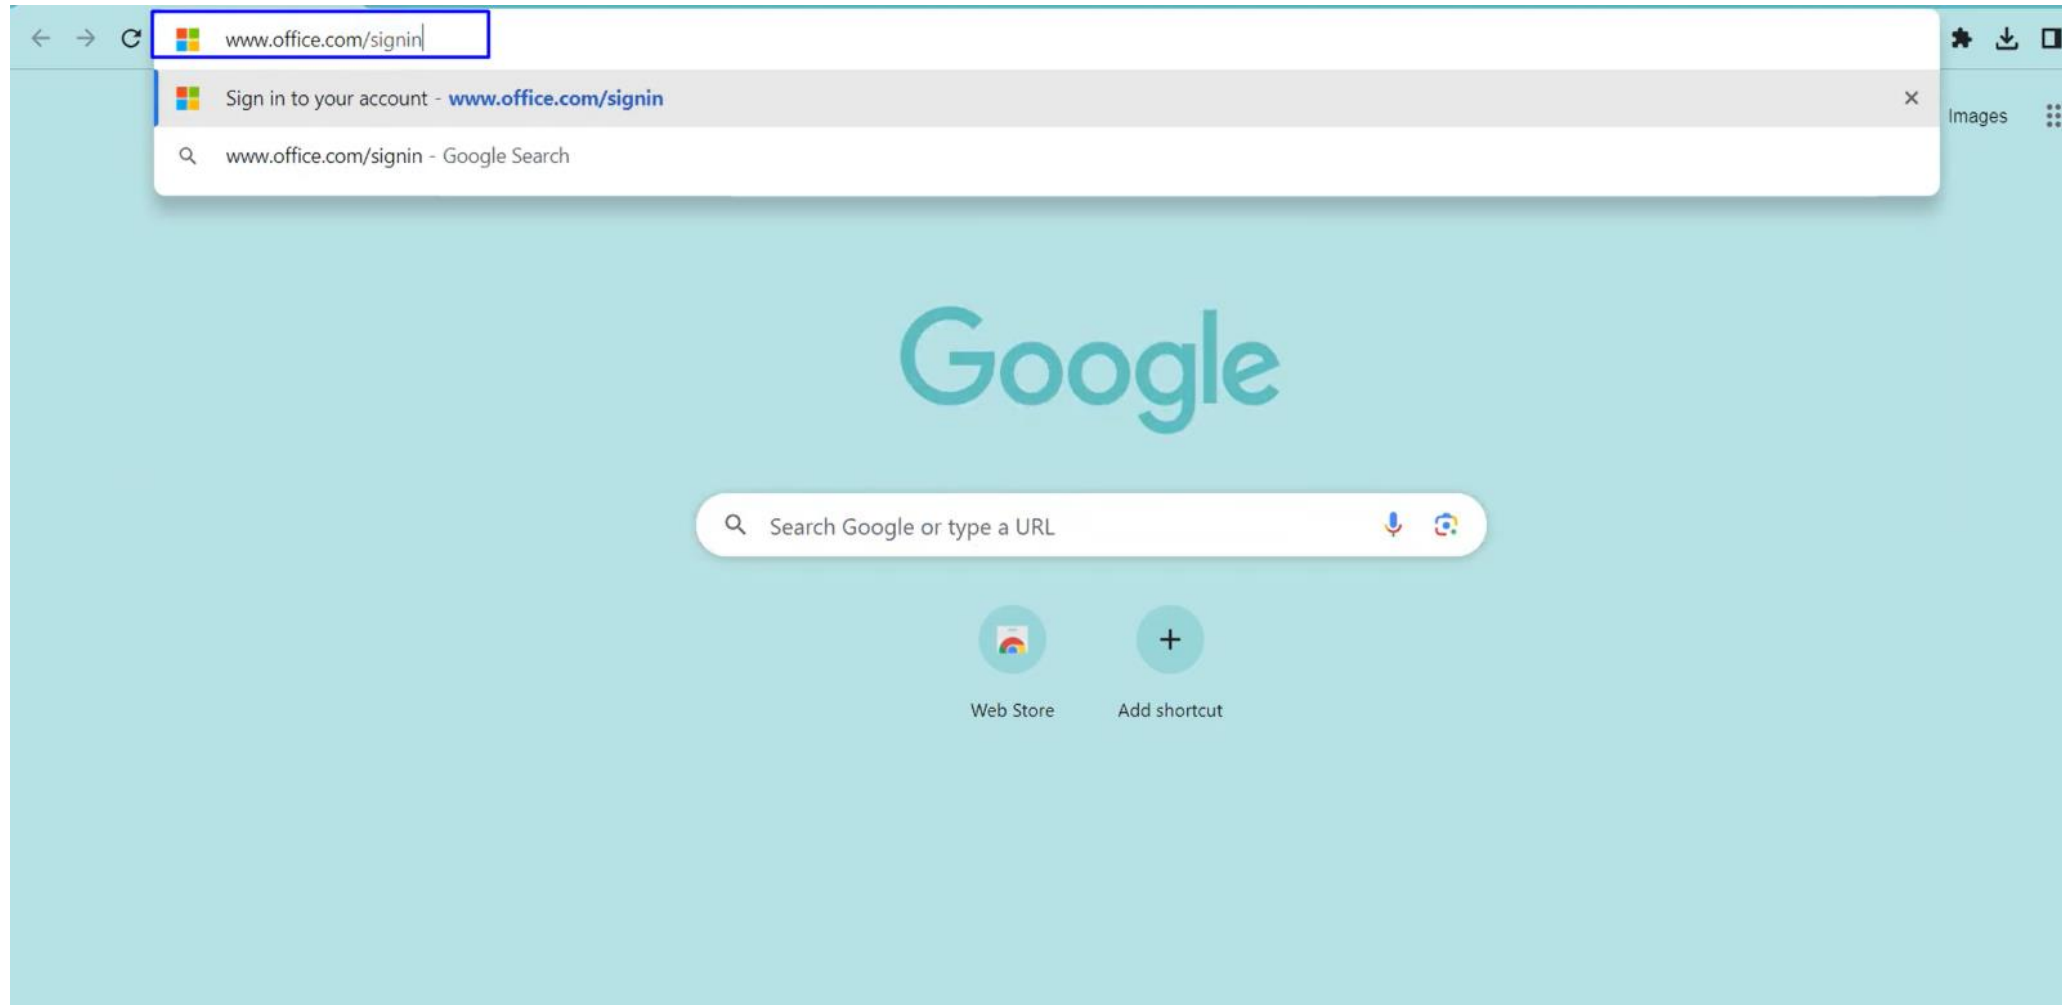 www.office.com/signin
Sign in to your account - www.office.com/signin
www.office.com/signin - Google Search
Images
Google
Search Google or type a URL
Web Store
Add shortcut